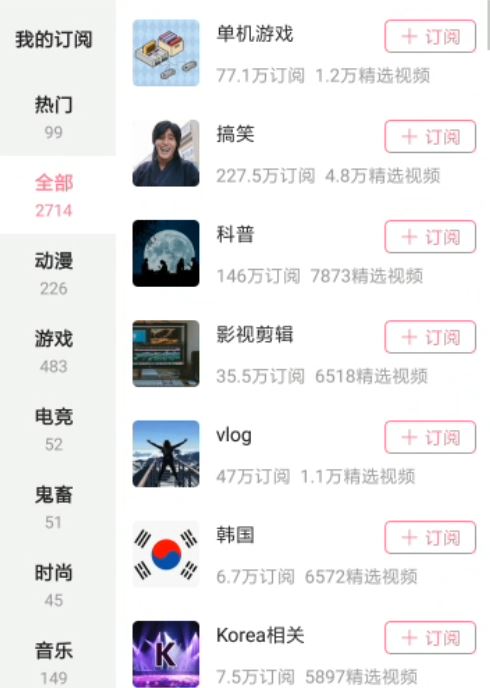 我的订阅
热门
99
全部
2714
动漫
226
游戏
483
电竞
52
鬼畜
51
时尚
45
音乐
149
单机游戏
+ 订阅
77.1万订阅 1.2万精选视频
搞笑
+ 订阅
227.5万订阅 4.8万精选视频
科普
+ 订阅
146万订阅 7873精选视频
影视剪辑
+ 订阅
35.5万订阅 6518精选视频
vlog
+ 订阅
47万订阅 1.1万精选视频
韩国
+ 订阅
6.7万订阅 6572精选视频
K
Korea相关
+ 订阅
7.5万订阅 5897精选视频